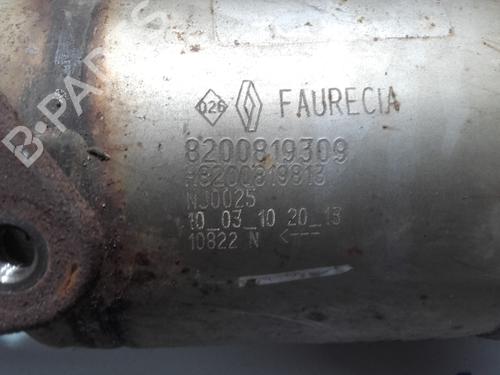 026 FAURECIA
8200819309
H8200819813
NJ0025
10_03_10 20_13
10822 N <---
B-PARTS